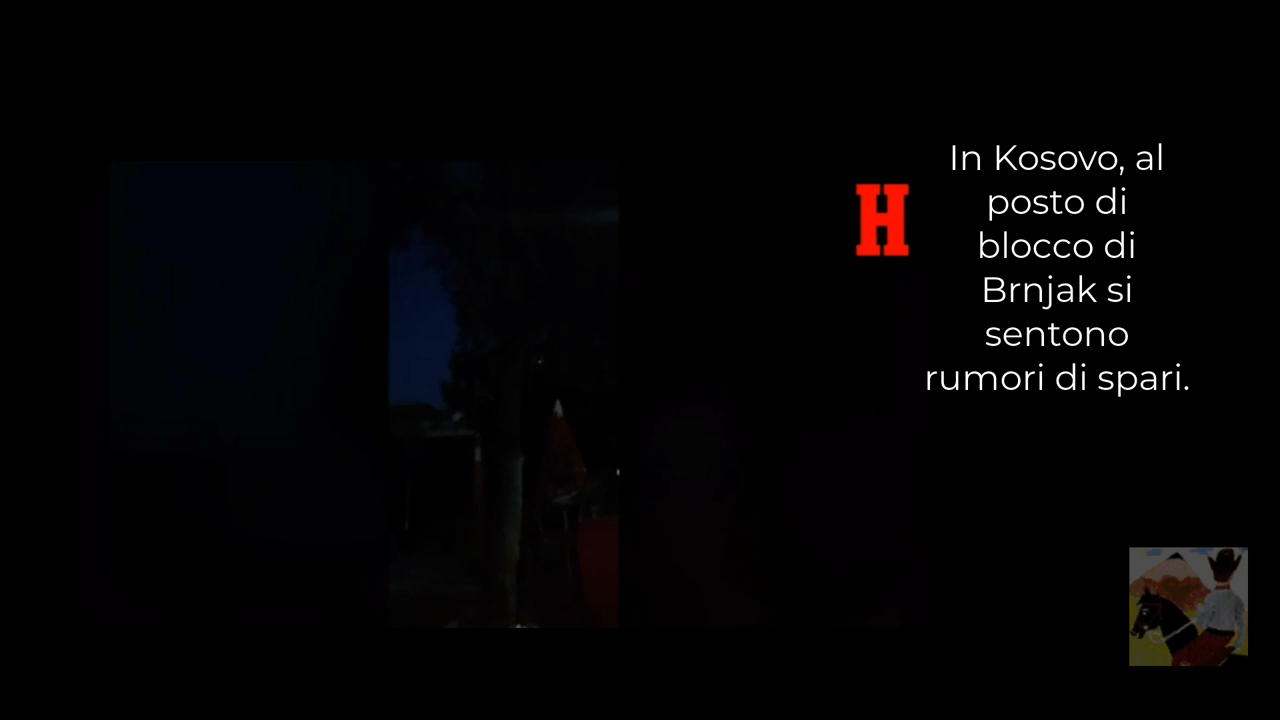 H
In Kosovo, al
posto di
blocco di
Brnjak si
sentono
rumori di spari.